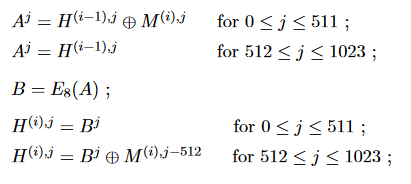 A^j = H^(i−1),j ⊕ M^(i),j for 0 ≤ j ≤ 511 ;
A^j = H^(i−1),j for 512 ≤ j ≤ 1023 ;
B = E_8(A) ;
H^(i),j = B^j for 0 ≤ j ≤ 511 ;
H^(i),j = B^j ⊕ M^(i),j−512 for 512 ≤ j ≤ 1023 ;